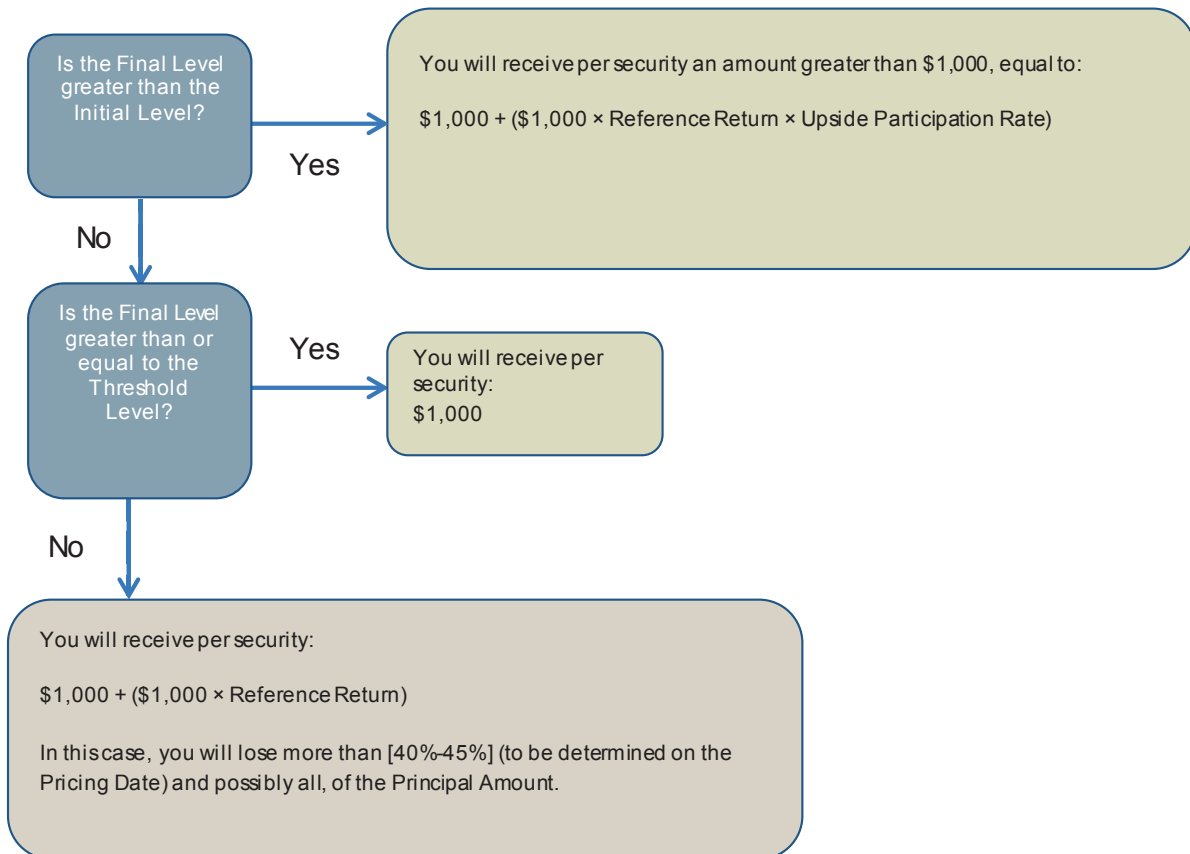 Is the Final Level
greater than the
Initial Level?
Yes
You will receive per security an amount greater than $1,000, equal to:
$1,000 + ($1,000 × Reference Return × Upside Participation Rate)
No
Is the Final Level
greater than or
equal to the
Threshold
Level?
Yes
You will receive per
security:
$1,000
No
You will receive per security:
$1,000 + ($1,000 × Reference Return)
In this case, you will lose more than [40%-45%] (to be determined on the
Pricing Date) and possibly all, of the Principal Amount.